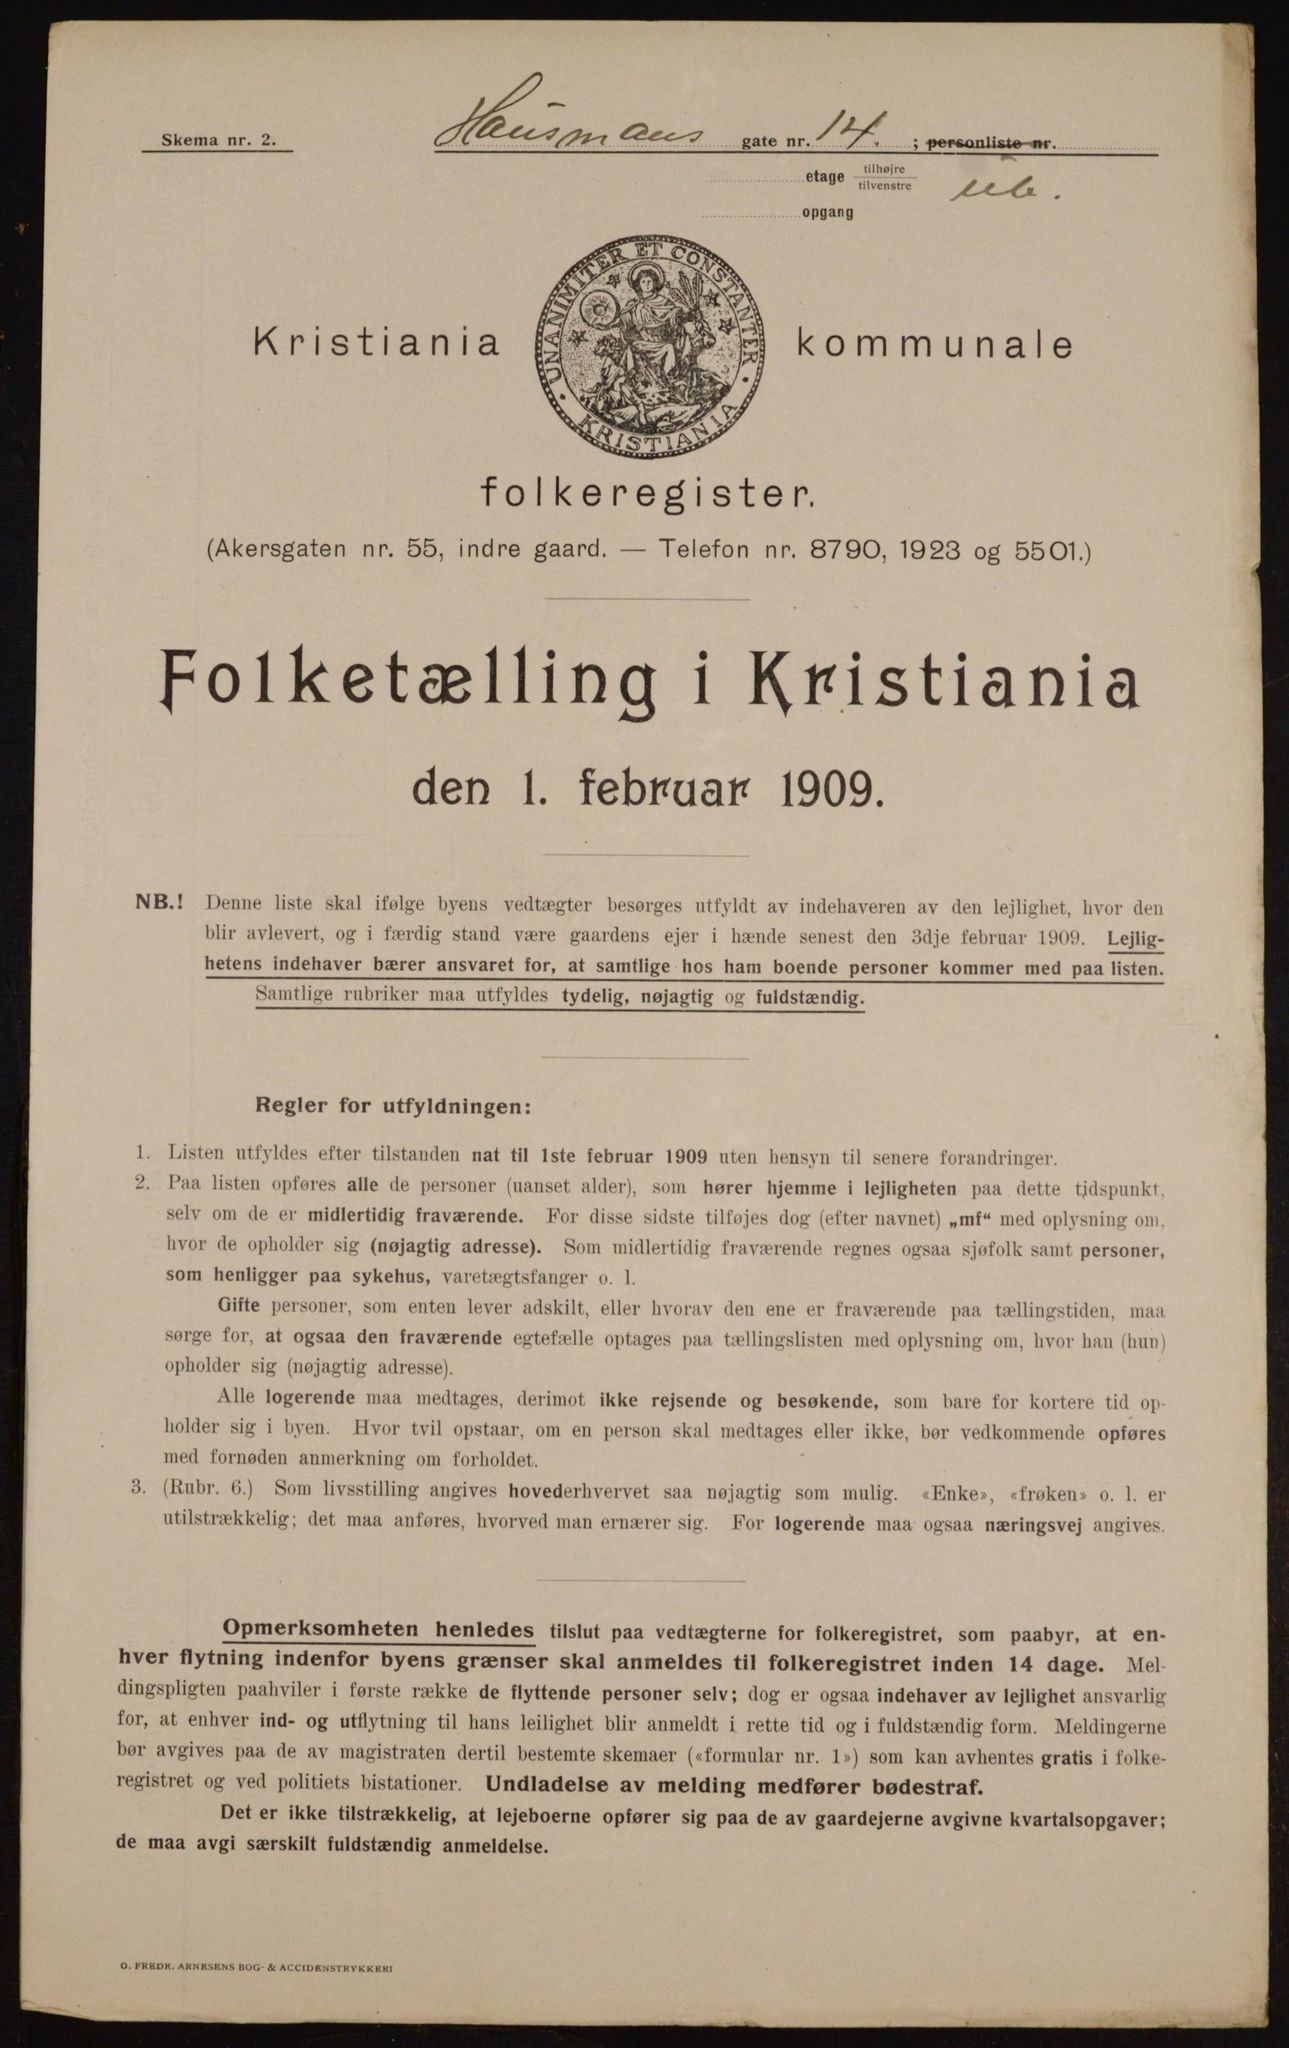 Skema nr. 2.
Hausmans gate nr. 14. ; personliste nr.
etage tilhøjre
tilvenstre
ub.
opgang
UNANIMITER ET CONSTANTER
KRISTIANIA
Kristiania kommunale
folkeregister.
(Akersgaten nr. 55, indre gaard. — Telefon nr. 8790, 1923 og 5501.)
Folketælling i Kristiania
den 1. februar 1909.
NB.! Denne liste skal ifølge byens vedtægter besørges utfyldt av indehaveren av den lejlighet, hvor den
blir avlevert, og i færdig stand være gaardens ejer i hænde senest den 3dje februar 1909. Lejlig-
hetens indehaver bærer ansvaret for, at samtlige hos ham boende personer kommer med paa listen.
Samtlige rubriker maa utfyldes tydelig, nøjagtig og fuldstændig.
Regler for utfyldningen:
1. Listen utfyldes efter tilstanden nat til 1ste februar 1909 uten hensyn til senere forandringer.
2. Paa listen opføres alle de personer (uanset alder), som hører hjemme i lejligheten paa dette tidspunkt,
selv om de er midlertidig fraværende. For disse sidste tilføjes dog (efter navnet) „mf“ med oplysning om,
hvor de opholder sig (nøjagtig adresse). Som midlertidig fraværende regnes ogsaa sjøfolk samt personer,
som henligger paa sykehus, varetægtsfanger o. l.
Gifte personer, som enten lever adskilt, eller hvorav den ene er fraværende paa tællingstiden, maa
sørge for, at ogsaa den fraværende egtefælle optages paa tællingslisten med oplysning om, hvor han (hun)
opholder sig (nøjagtig adresse).
Alle logerende maa medtages, derimot ikke rejsende og besøkende, som bare for kortere tid op-
holder sig i byen. Hvor tvil opstaar, om en person skal medtages eller ikke, bør vedkommende opføres
med fornøden anmerkning om forholdet.
3. (Rubr. 6.) Som livsstilling angives hovederhvervet saa nøjagtig som mulig. «Enke», «frøken» o. l. er
utilstrækkelig; det maa anføres, hvorved man ernærer sig. For logerende maa ogsaa næringsvej angives.
Opmerksomheten henledes tilslut paa vedtægterne for folkeregistret, som paabyr, at en-
hver flytning indenfor byens grænser skal anmeldes til folkeregistret inden 14 dage. Mel-
dingspligten paahviler i første række de flyttende personer selv; dog er ogsaa indehaver av lejlighet ansvarlig
for, at enhver ind- og utflytning til hans leilighet blir anmeldt i rette tid og i fuldstændig form. Meldingerne
bør avgives paa de av magistraten dertil bestemte skemaer («formular nr. 1») som kan avhentes gratis i folke-
registret og ved politiets bistationer. Undladelse av melding medfører bødestraf.
Det er ikke tilstrækkelig, at lejeboerne opfører sig paa de av gaardejerne avgivne kvartalsopgaver;
de maa avgi særskilt fuldstændig anmeldelse.
O. FREDR. ARNESENS BOG- & ACCIDENSTRYKKERI